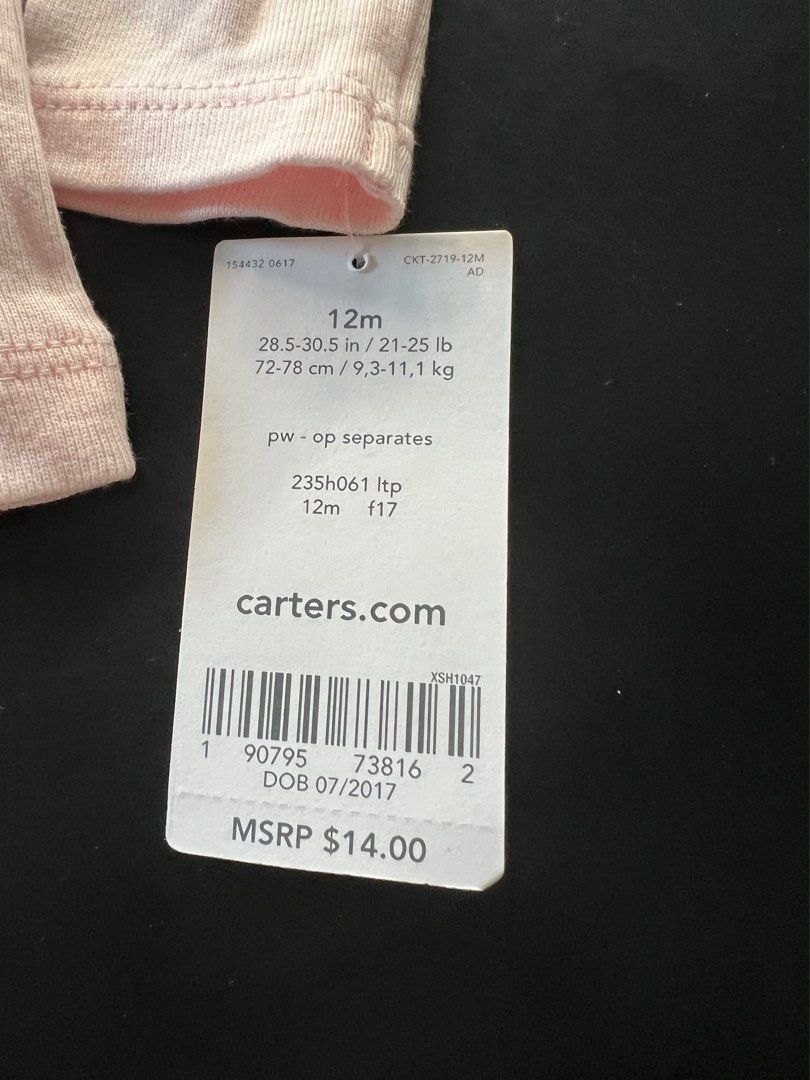 154432 0617
CKT-2719-12M
AD
12m
28.5-30.5 in / 21-25 lb
72-78 cm / 9,3-11,1 kg
pw - op separates
235h061 ltp
12m f17
carters.com
XSH1047
1 90795 73816 2
DOB 07/2017
MSRP $14.00